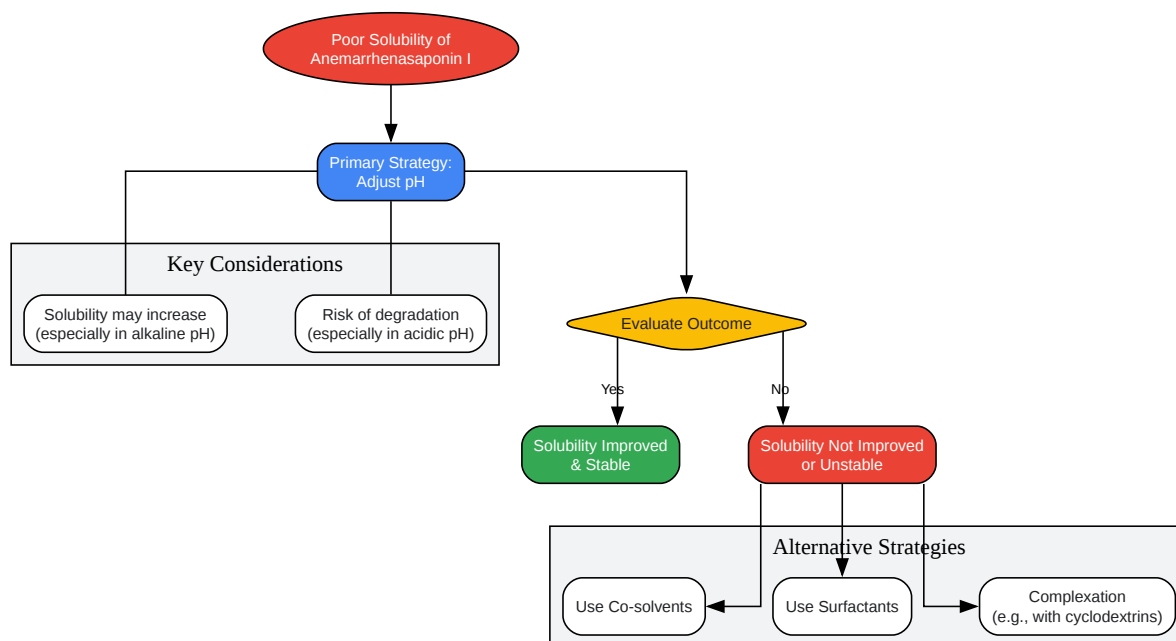 Poor Solubility of
Anemarrhenasaponin I
Primary Strategy:
Adjust pH
Key Considerations
Solubility may increase
(especially in alkaline pH)
Risk of degradation
(especially in acidic pH)
Evaluate Outcome
Yes
No
Solubility Improved
& Stable
Solubility Not Improved
or Unstable
Alternative Strategies
Use Co-solvents
Use Surfactants
Complexation
(e.g., with cyclodextrins)